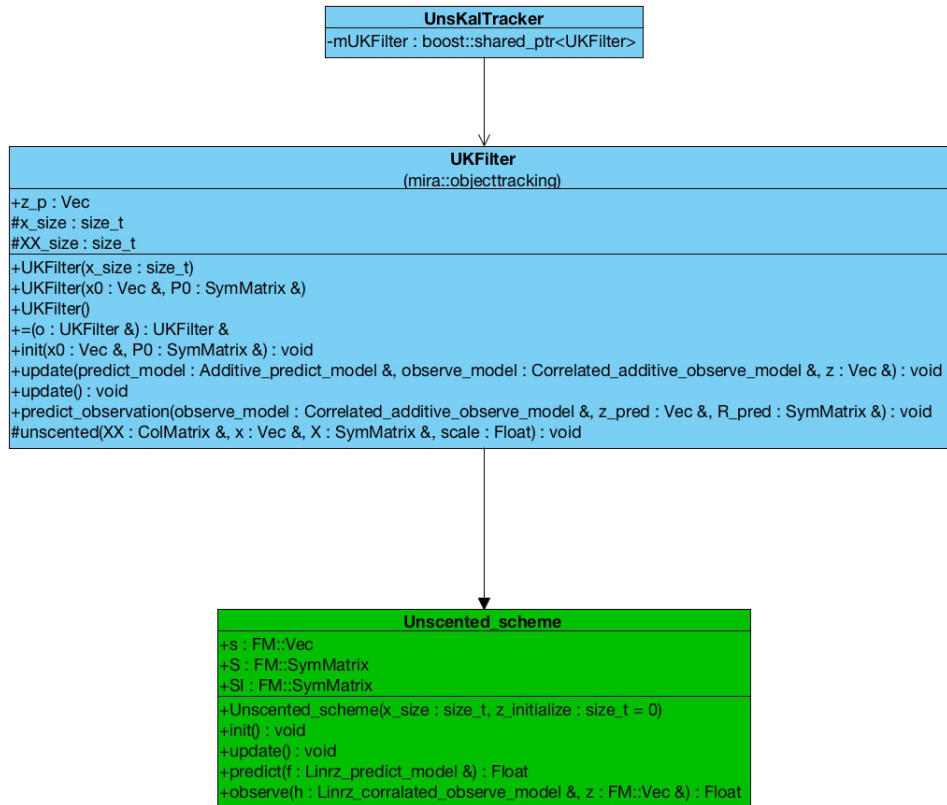 UnsKalTracker
-mUKFilter : boost::shared_ptr<UKFilter>
UKFilter
(mira::objecttracking)
+z_p : Vec
#x_size : size_t
#XX_size : size_t
+UKFilter(x_size : size_t)
+UKFilter(x0 : Vec &, P0 : SymMatrix &)
+UKFilter()
+=(o : UKFilter &) : UKFilter &
+init(x0 : Vec &, P0 : SymMatrix &) : void
+update(predict_model : Additive_predict_model &, observe_model : Correlated_additive_observe_model &, z : Vec &) : void
+update() : void
+predict_observation(observe_model : Correlated_additive_observe_model &, z_pred : Vec &, R_pred : SymMatrix &) : void
#unscented(XX : ColMatrix &, x : Vec &, X : SymMatrix &, scale : Float) : void
Unscented_scheme
+s : FM::Vec
+S : FM::SymMatrix
+SI : FM::SymMatrix
+Unscented_scheme(x_size : size_t, z_initialize : size_t = 0)
+init() : void
+update() : void
+predict(f : Linrz_predict_model &) : Float
+observe(h : Linrz_corralated_observe_model &, z : FM::Vec &) : Float